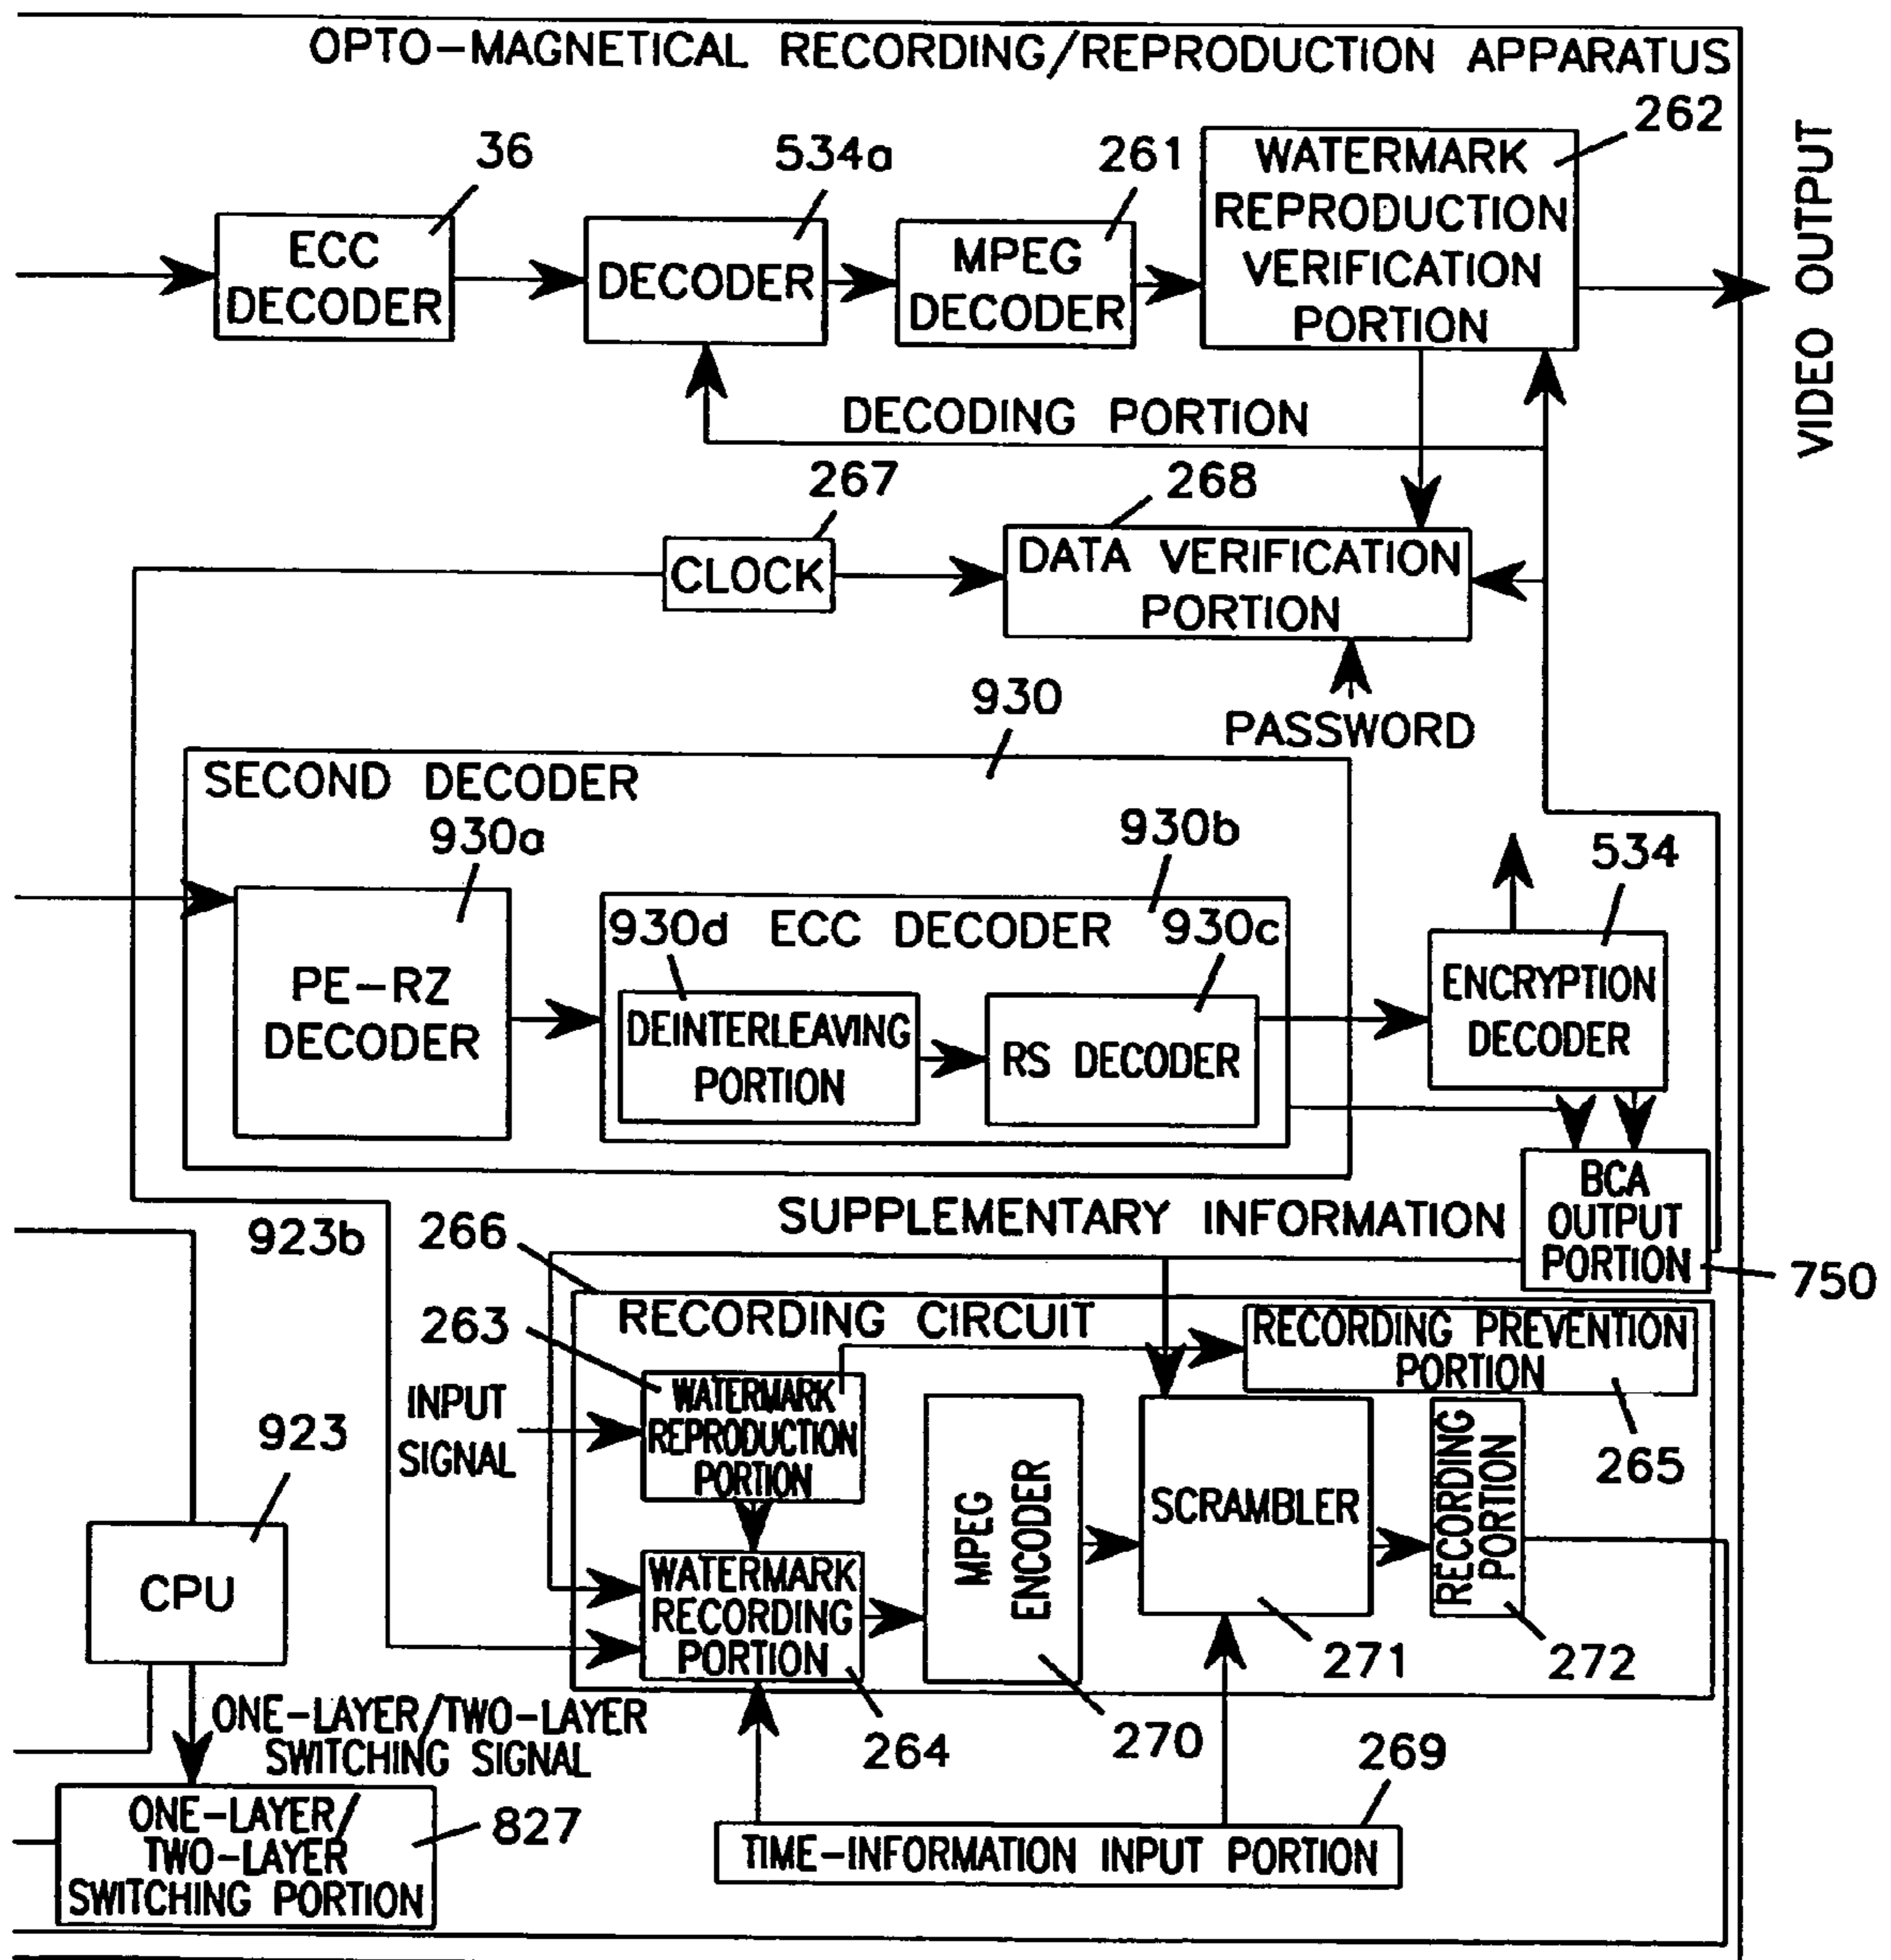 OPTO-MAGNETICAL RECORDING/REPRODUCTION APPARATUS
262
36
534a
261
WATERMARK
REPRODUCTION
VERIFICATION
PORTION
ECC
DECODER
DECODER
MPEG
DECODER
VIDEO OUTPUT
DECODING PORTION
267
268
CLOCK
DATA VERIFICATION
PORTION
930
PASSWORD
SECOND DECODER
930a
930b
534
930d ECC DECODER 930c
PE-RZ
DECODER
DEINTERLEAVING
PORTION
RS DECODER
ENCRYPTION
DECODER
SUPPLEMENTARY INFORMATION
BCA
OUTPUT
PORTION
750
923b
266
263
RECORDING CIRCUIT
RECORDING PREVENTION
PORTION
265
INPUT
SIGNAL
WATERMARK
REPRODUCTION
PORTION
923
CPU
MPEG
ENCODER
SCRAMBLER
RECORDING
PORTION
WATERMARK
RECORDING
PORTION
271
272
264
270
269
ONE-LAYER/TWO-LAYER
SWITCHING SIGNAL
ONE-LAYER/
TWO-LAYER
SWITCHING PORTION
827
TIME-INFORMATION INPUT PORTION